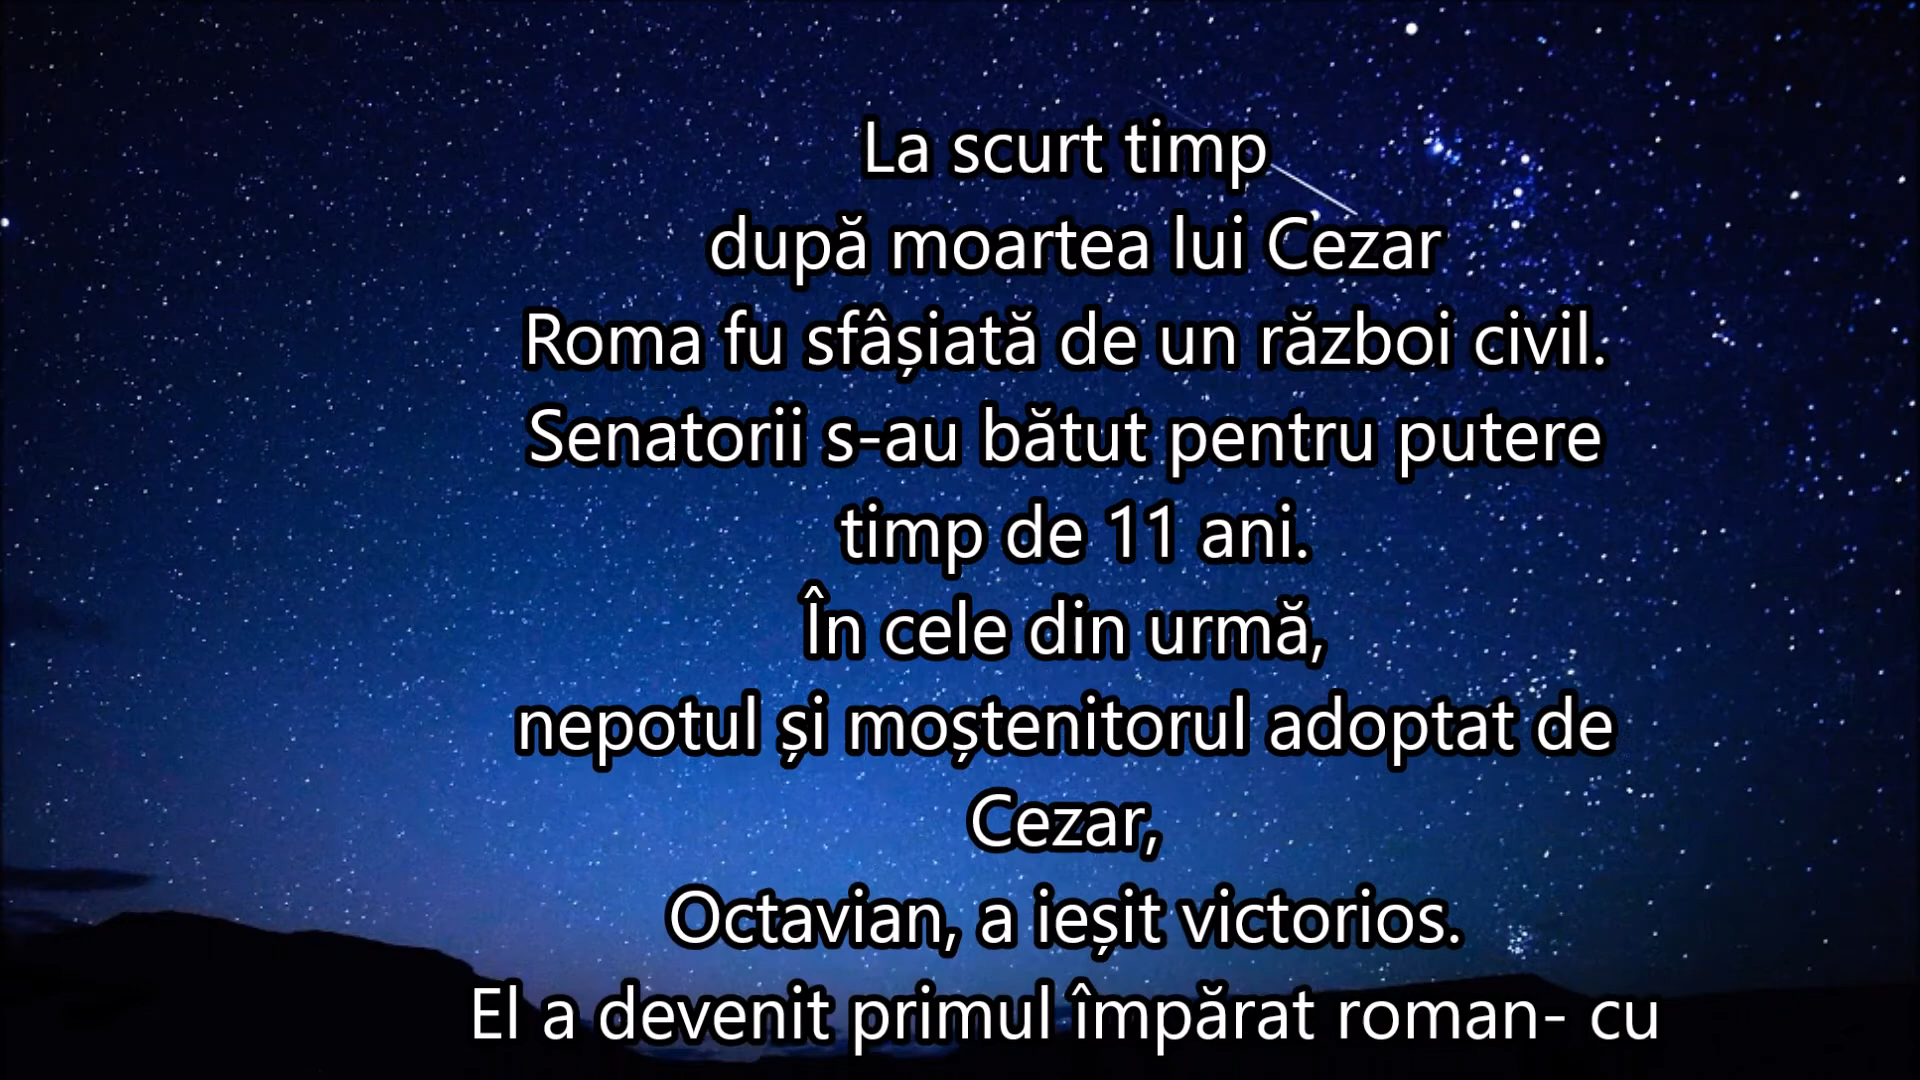 La scurt timp
după moartea lui Cezar
Roma fu sfâșiată de un război civil.
Senatorii s-au bătut pentru putere
timp de 11 ani.
În cele din urmă,
nepotul și moștenitorul adoptat de
Cezar,
Octavian, a ieșit victorios.
El a devenit primul împărat roman- cu